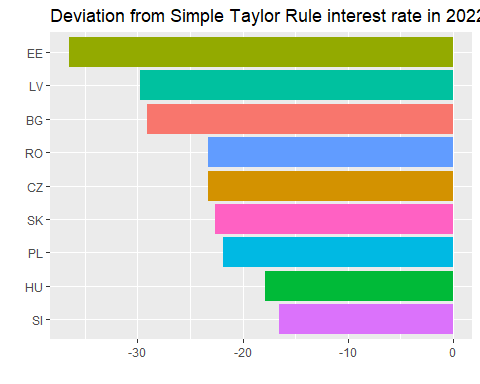 Deviation from Simple Taylor Rule interest rate in 2022
EE
LV
BG
RO
CZ
SK
PL
HU
SI
-30 -20 -10 0